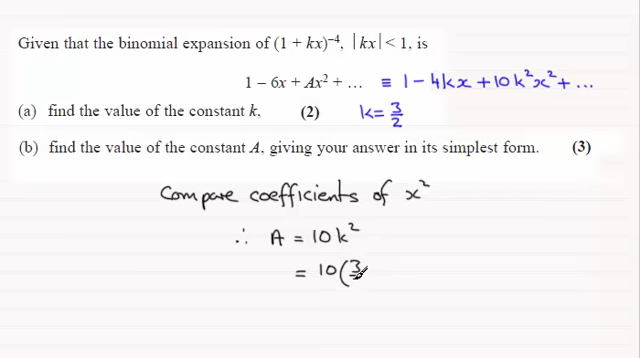 Given that the binomial expansion of (1 + kx)⁻⁴, |kx| < 1, is
1 – 6x + Ax² + … ≡ 1 – 4kx + 10k²x² + …
(a) find the value of the constant k. (2) k = 3/2
(b) find the value of the constant A, giving your answer in its simplest form. (3)
Compare coefficients of x²
∴ A = 10k²
= 10(3/